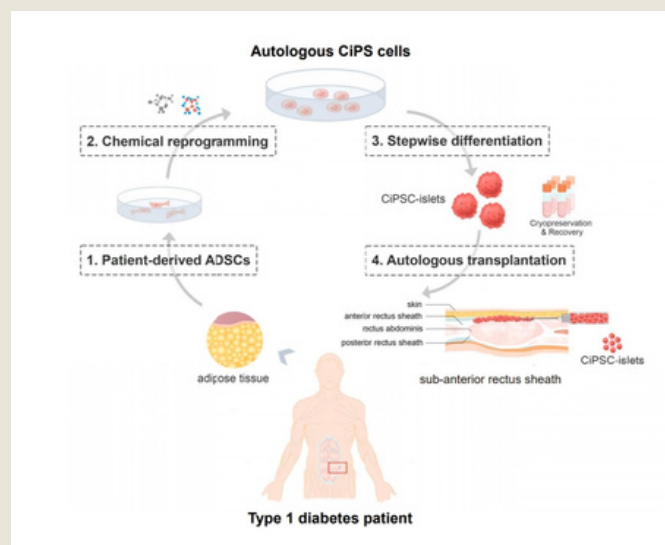 Autologous CiPS cells
2. Chemical reprogramming
3. Stepwise differentiation
CiPSC-islets
Cryopreservation
& Recovery
1. Patient-derived ADSCs
4. Autologous transplantation
skin
anterior rectus sheath
rectus abdominis
posterior rectus sheath
CiPSC-islets
adipose tissue
sub-anterior rectus sheath
Type 1 diabetes patient